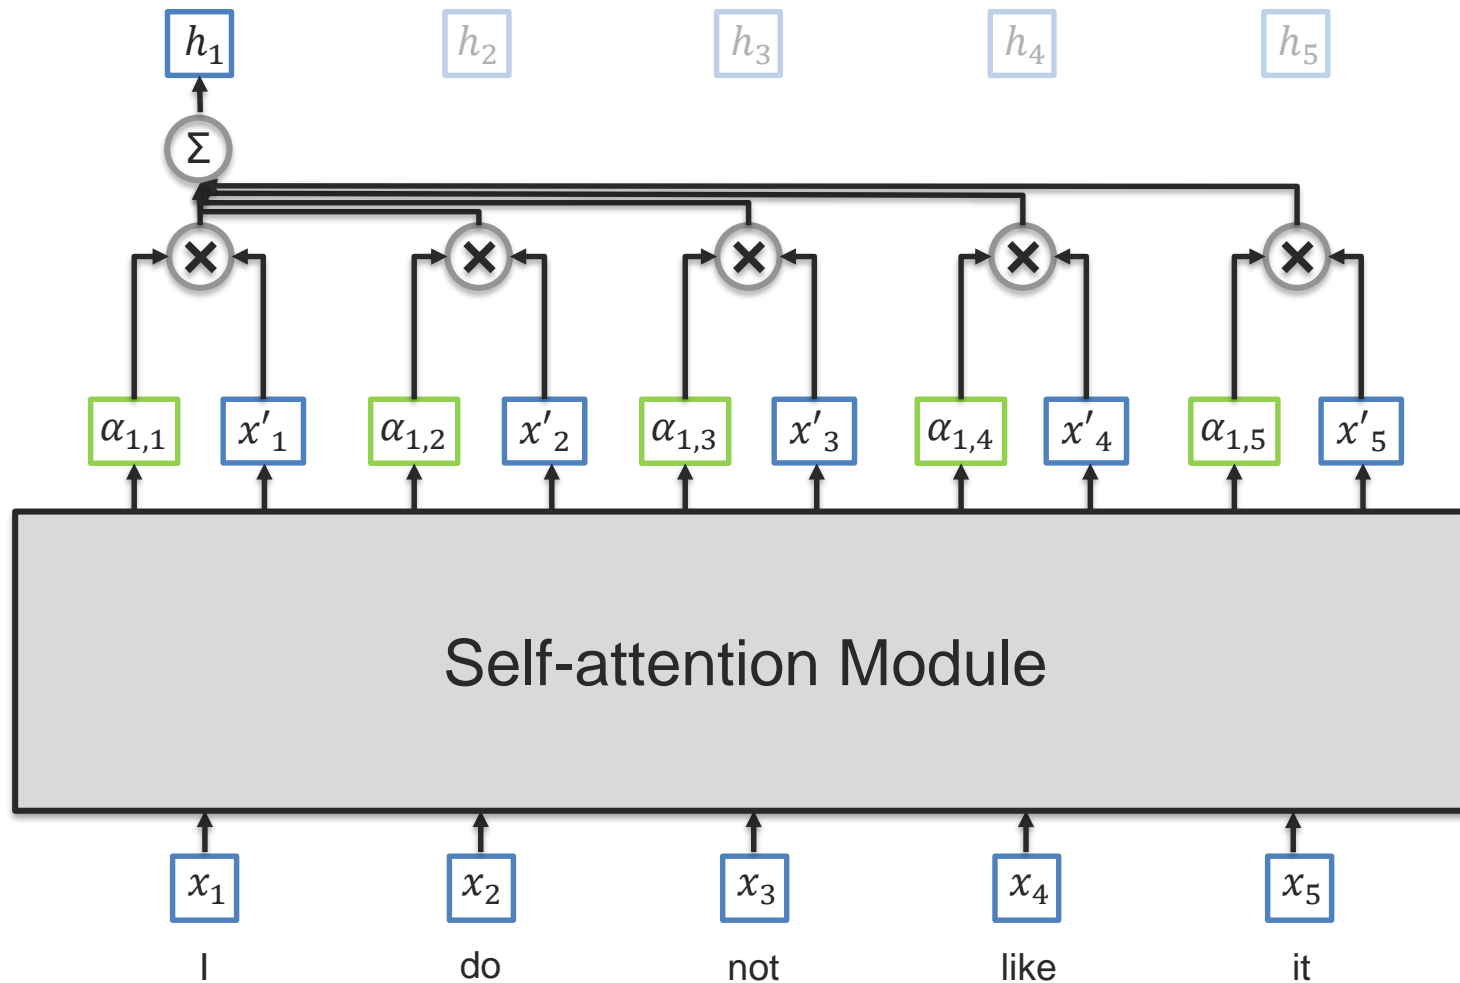 h₁ h₂ h₃ h₄ h₅
Σ
× × × × ×
α₁,₁ x′₁ α₁,₂ x′₂ α₁,₃ x′₃ α₁,₄ x′₄ α₁,₅ x′₅
Self-attention Module
x₁ x₂ x₃ x₄ x₅
I do not like it